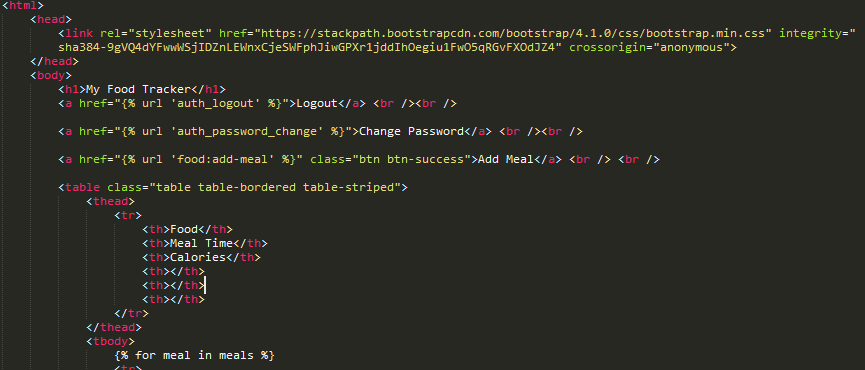 <html>
<head>
<link rel="stylesheet" href="https://stackpath.bootstrapcdn.com/bootstrap/4.1.0/css/bootstrap.min.css" integrity="
sha384-9gVQ4dYFwwWSjIDZnLEWnxCjeSWFphJiwGPXr1jddIhOegiu1FwO5qRGvFXOdJZ4" crossorigin="anonymous">
</head>
<body>
<h1>My Food Tracker</h1>
<a href="{% url 'auth_logout' %}">Logout</a> <br /><br />
<a href="{% url 'auth_password_change' %}">Change Password</a> <br /><br />
<a href="{% url 'food:add-meal' %}" class="btn btn-success">Add Meal</a> <br /> <br />
<table class="table table-bordered table-striped">
<thead>
<tr>
<th>Food</th>
<th>Meal Time</th>
<th>Calories</th>
<th></th>
<th></th>
<th></th>
</tr>
</thead>
<tbody>
{% for meal in meals %}
<tr>